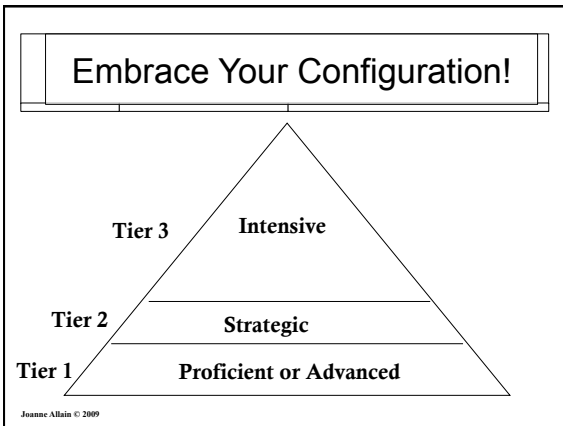 Embrace Your Configuration!
Tier 3 Intensive
Tier 2 Strategic
Tier 1 Proficient or Advanced
Joanne Allain © 2009